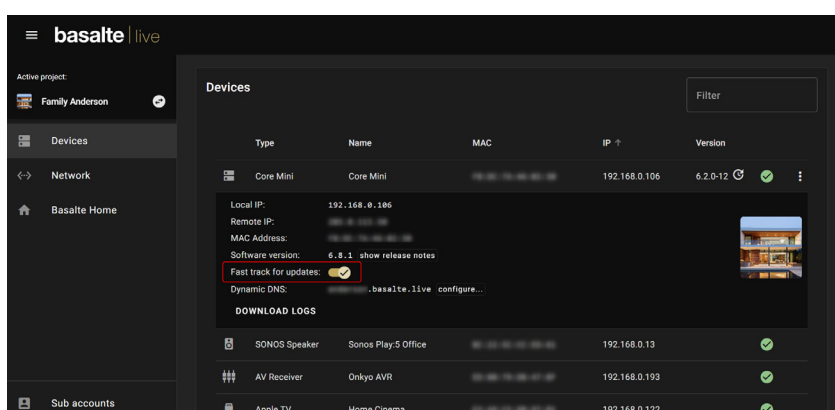 basalte live
Active project:
Family Anderson
Devices
Network
Basalte Home
Sub accounts
Devices
Filter
Type Name MAC IP ↑ Version
Core Mini Core Mini 192.168.0.106 6.2.0-12
Local IP: 192.168.0.106
Remote IP:
MAC Address:
Software version: 6.8.1 show release notes
Fast track for updates:
Dynamic DNS: .basalte.live configure...
DOWNLOAD LOGS
SONOS Speaker Sonos Play:5 Office 192.168.0.13
AV Receiver Onkyo AVR 192.168.0.193
Apple TV Home Cinema 192.168.0.122